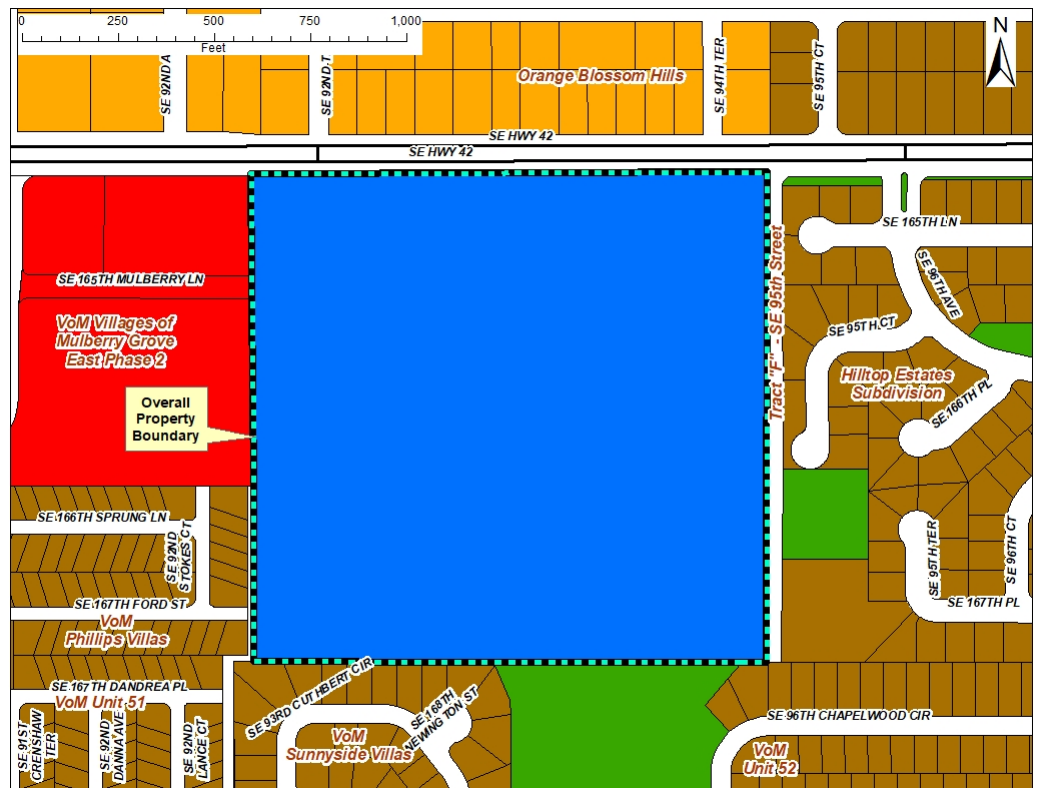 0 250 500 750 1,000
Feet
N
SE 92ND A
SE 92ND T
Orange Blossom Hills
SE 94TH TER
SE 95TH CT
SE HWY 42
SE HWY 42
SE 165TH LN
SE 165TH MULBERRY LN
SE 96TH AVE
Tract "F" - SE 95th Street
VoM Villages of
Mulberry Grove
East Phase 2
SE 95TH CT
Hilltop Estates
Subdivision
SE 166TH PL
Overall
Property
Boundary
SE 166TH SPRUNG LN
SE 92ND
STOKES CT
SE 95TH TER
SE 96TH CT
SE 167TH FORD ST
SE 167TH PL
VoM
Phillips Villas
SE 167TH DANDREA PL
VoM Unit 51
SE 93RD CUTHBERT CIR
SE 168TH
NEWINGTON ST
SE 96TH CHAPELWOOD CIR
SE 91ST
CRENSHAW
TER
SE 92ND
DANNA AVE
SE 92ND
LANCE CT
VoM
Sunnyside Villas
VoM
Unit 52